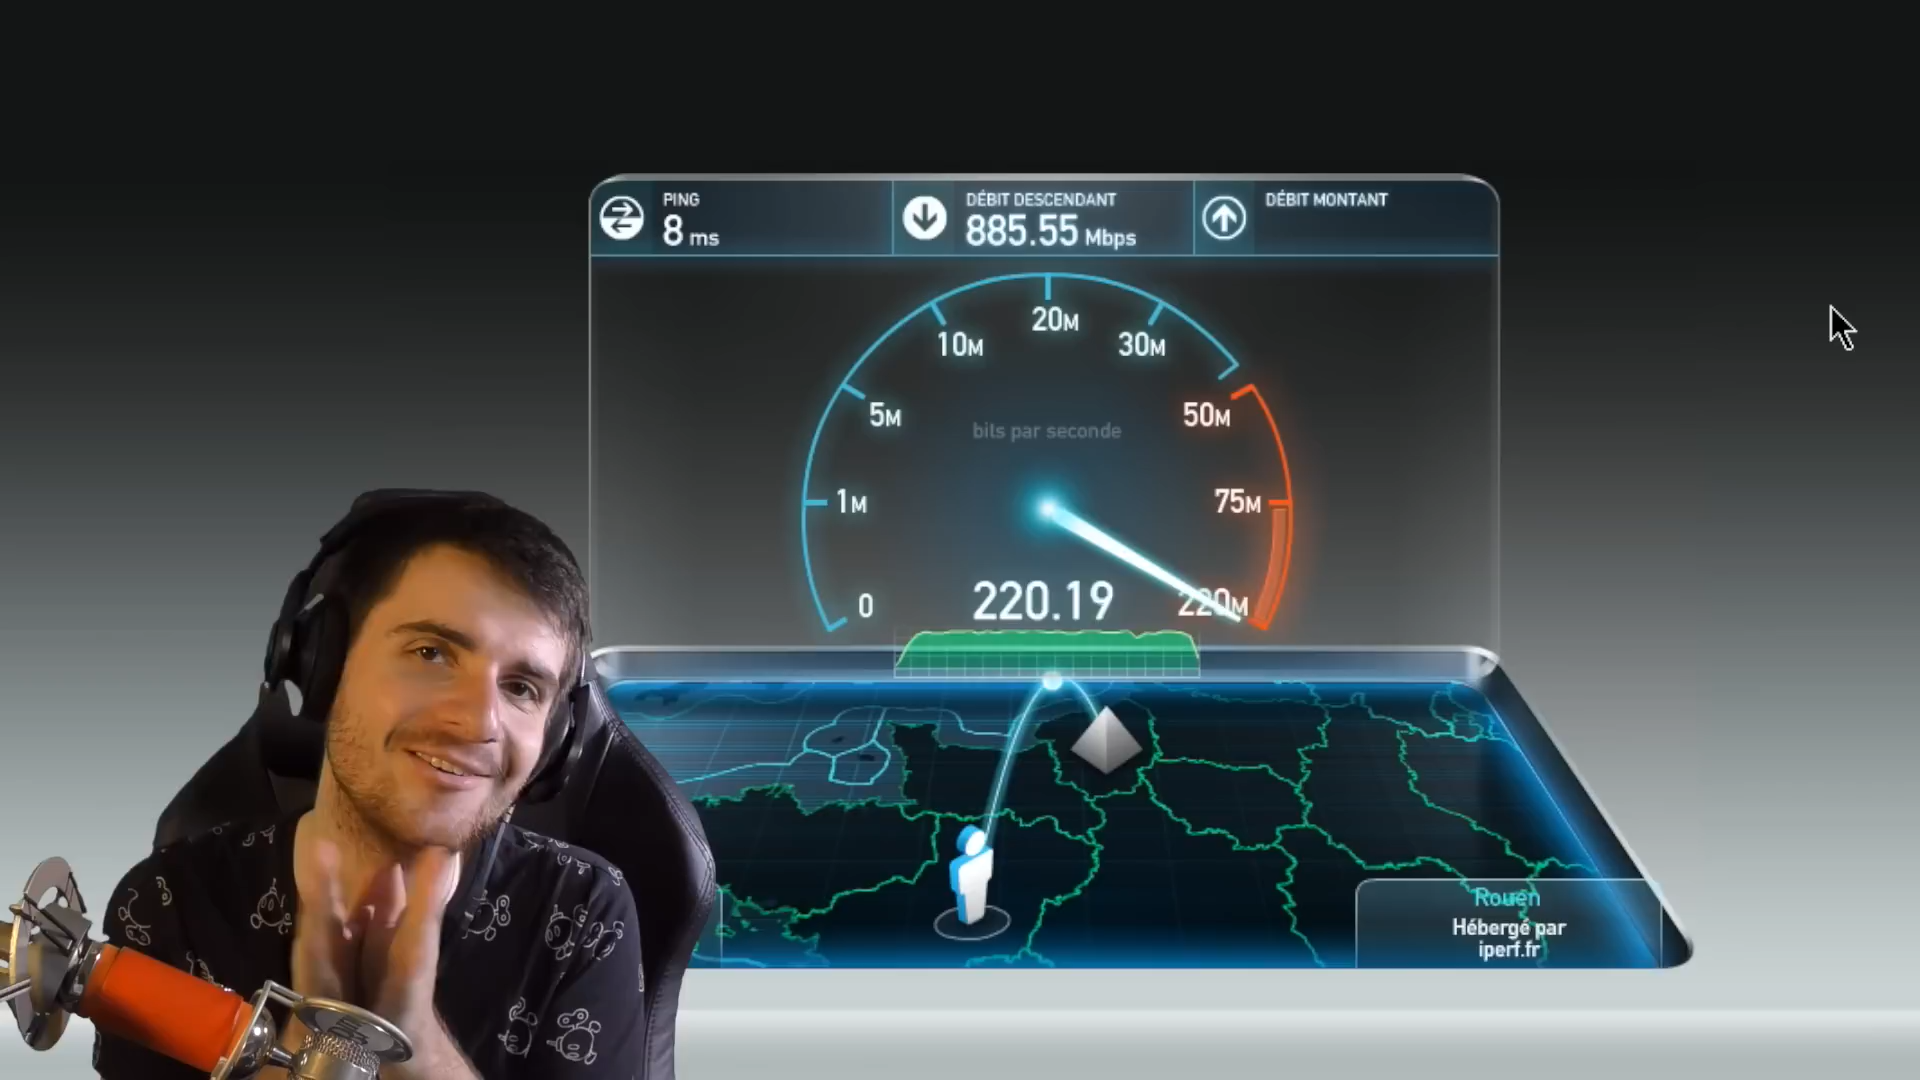 PING
8 ms
DÉBIT DESCENDANT
885.55 Mbps
DÉBIT MONTANT
0
1M
5M
10M
20M
30M
50M
75M
220M
bits par seconde
220.19
Rouen
Hébergé par
iperf.fr